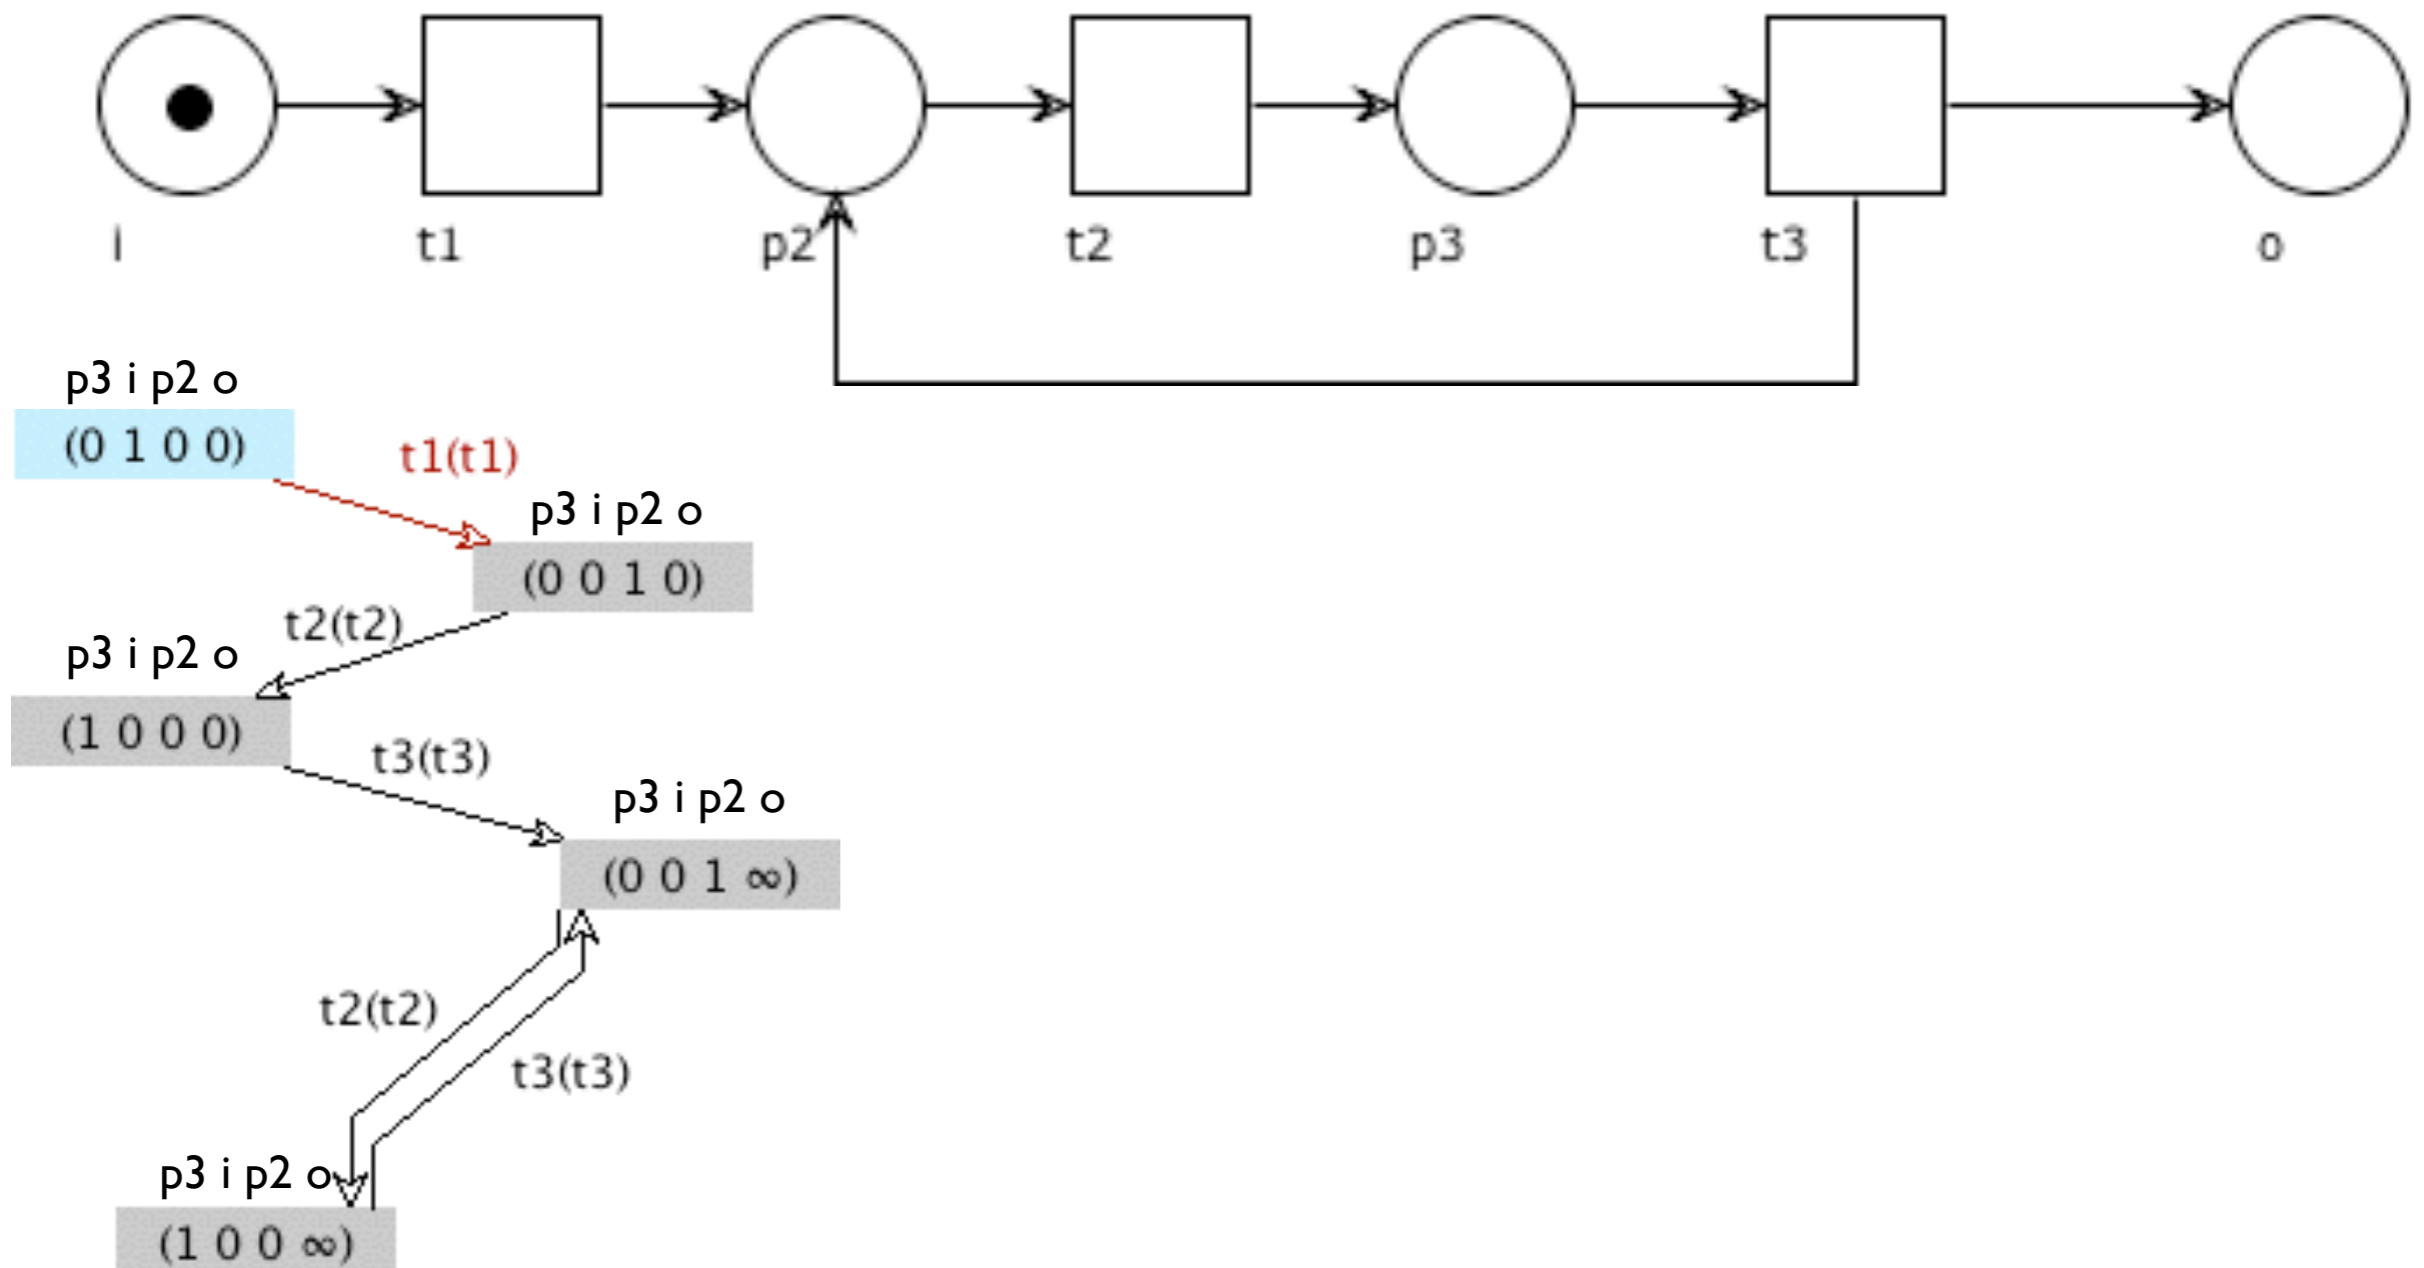 i t1 p2 t2 p3 t3 o
p3 i p2 o
(0 1 0 0)
t1(t1)
p3 i p2 o
(0 0 1 0)
t2(t2)
p3 i p2 o
(1 0 0 0)
t3(t3)
p3 i p2 o
(0 0 1 ∞)
t2(t2)
t3(t3)
p3 i p2 o
(1 0 0 ∞)